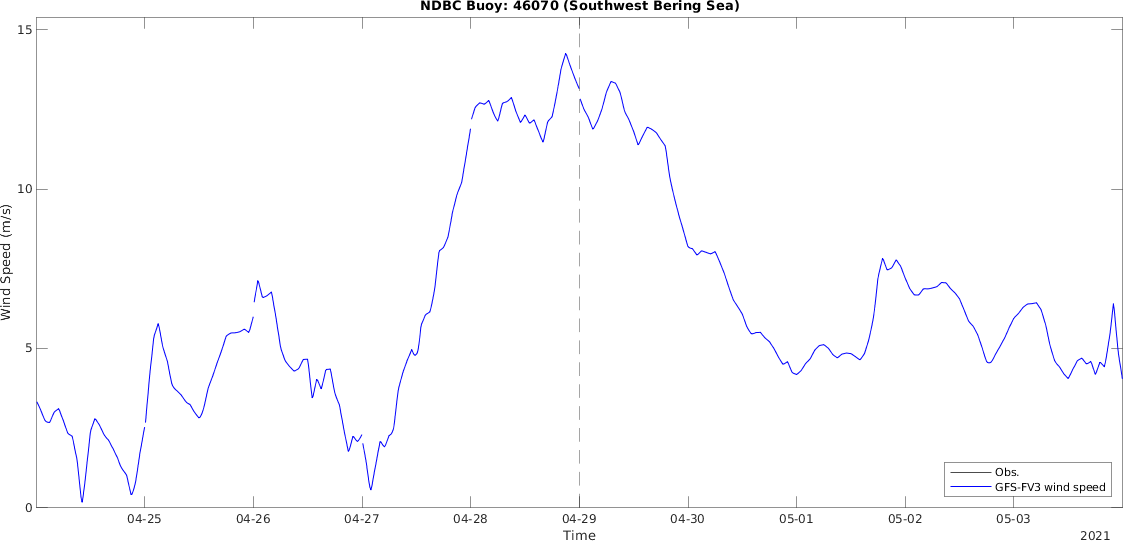 NDBC Buoy: 46070 (Southwest Bering Sea)
Wind Speed (m/s)
15
10
5
0
04-25 04-26 04-27 04-28 04-29 04-30 05-01 05-02 05-03
Time
2021
Obs.
GFS-FV3 wind speed